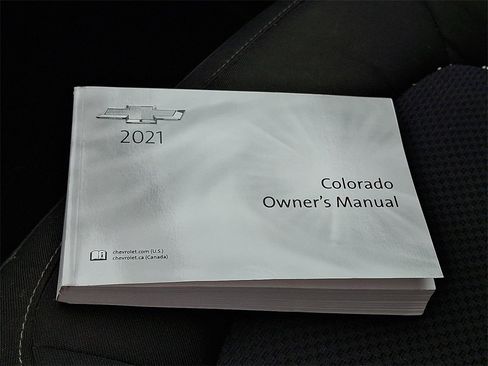 2021
Colorado
Owner's Manual
chevrolet.com (U.S.)
chevrolet.ca (Canada)